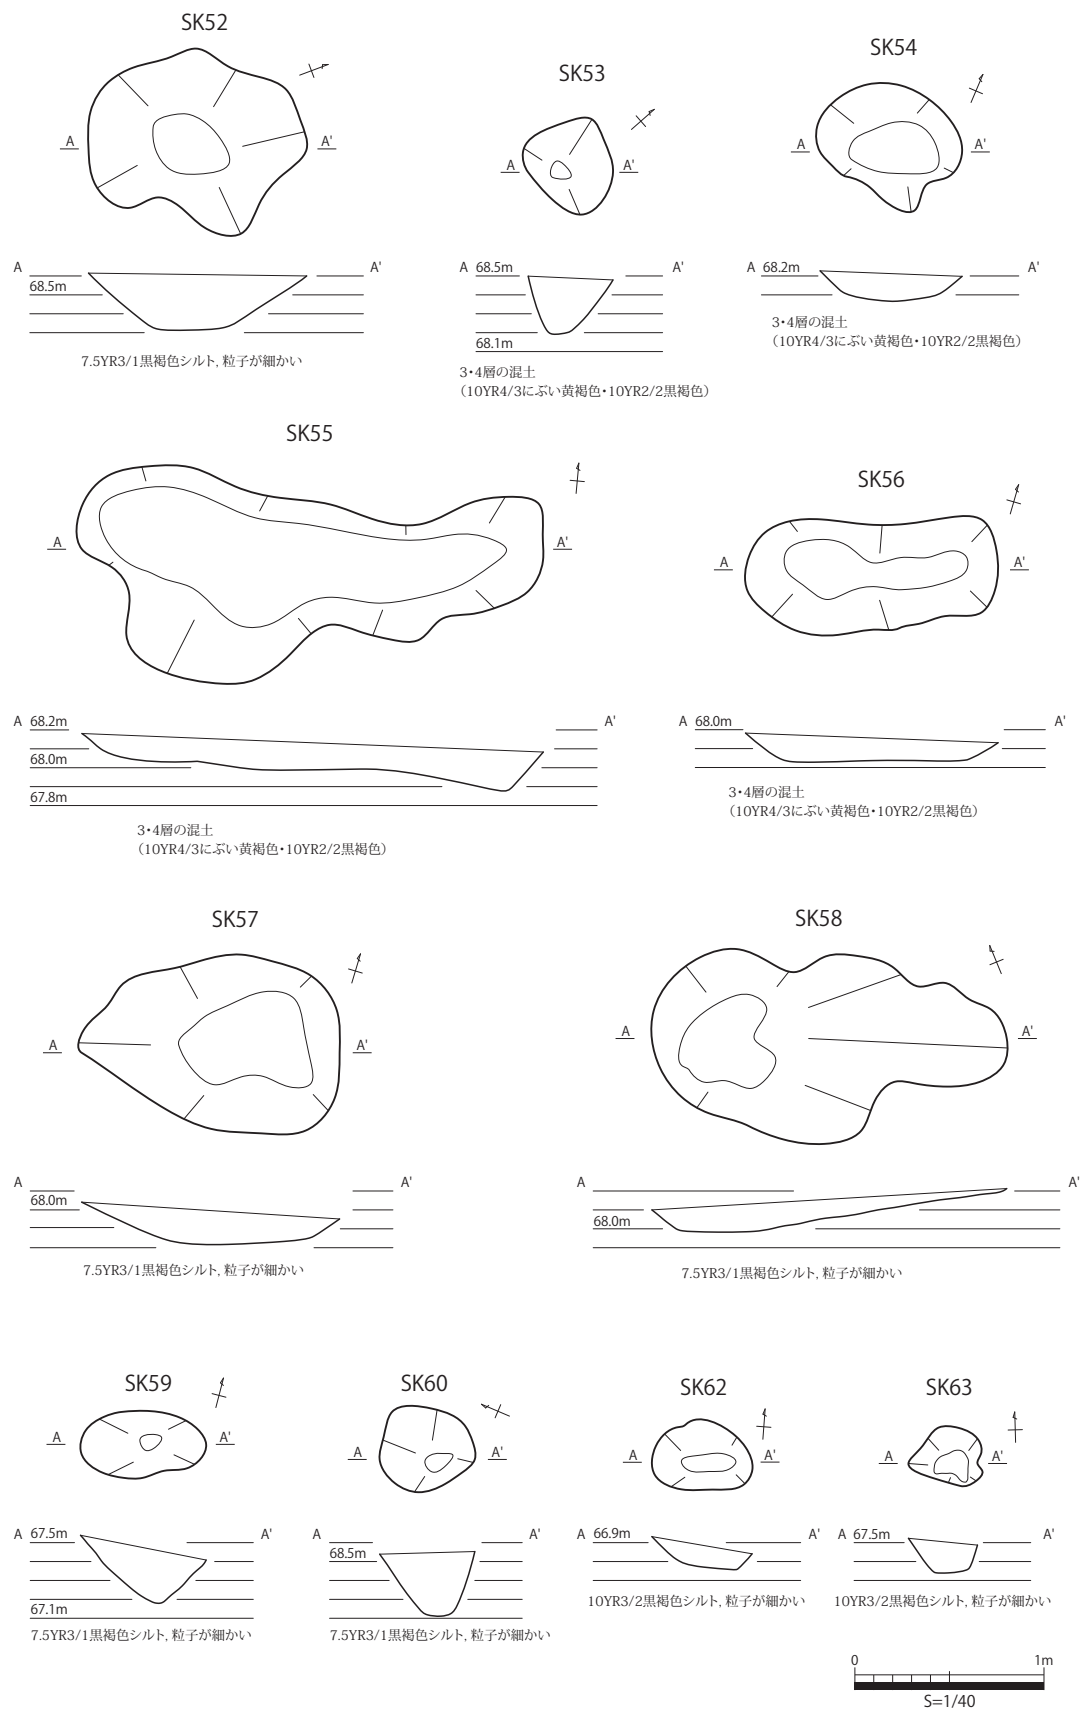 SK52
A
A'
A
A'
68.5m
7.5YR3/1黒褐色シルト, 粒子が細かい
SK53
A
A'
A
68.5m
A'
68.1m
3・4層の混土
（10YR4/3にぶい黄褐色・10YR2/2黒褐色）
SK54
A
A'
A
68.2m
A'
3・4層の混土
（10YR4/3にぶい黄褐色・10YR2/2黒褐色）
SK55
A
A'
A
68.2m
A'
68.0m
67.8m
3・4層の混土
（10YR4/3にぶい黄褐色・10YR2/2黒褐色）
SK56
A
A'
A
68.0m
A'
3・4層の混土
（10YR4/3にぶい黄褐色・10YR2/2黒褐色）
SK57
A
A'
A
A'
68.0m
7.5YR3/1黒褐色シルト, 粒子が細かい
SK58
A
A'
A
A'
68.0m
7.5YR3/1黒褐色シルト, 粒子が細かい
SK59
A
A'
A
67.5m
A'
67.1m
7.5YR3/1黒褐色シルト, 粒子が細かい
SK60
A
A'
A
A'
68.5m
7.5YR3/1黒褐色シルト, 粒子が細かい
SK62
A
A'
A
66.9m
A'
10YR3/2黒褐色シルト, 粒子が細かい
SK63
A
A'
A
67.5m
A'
10YR3/2黒褐色シルト, 粒子が細かい
0
1m
S=1/40